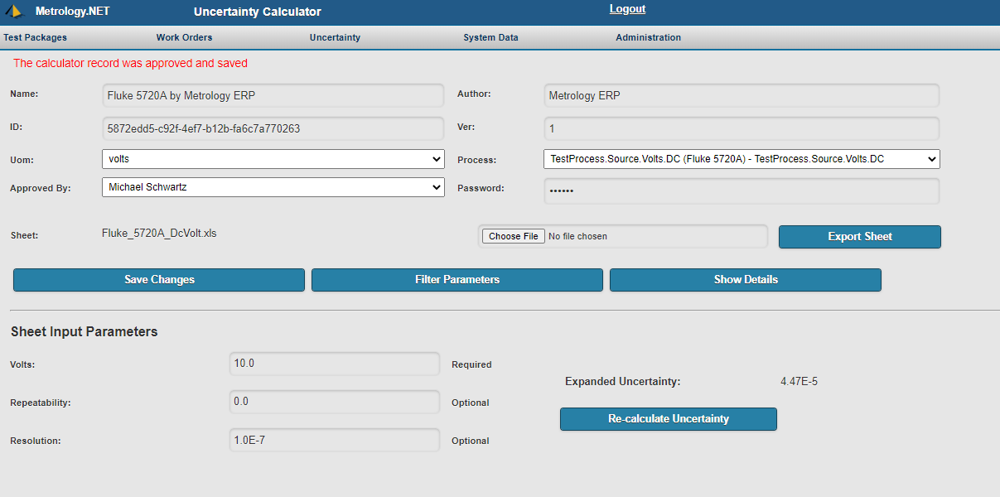 Metrology.NET Uncertainty Calculator Logout
Test Packages Work Orders Uncertainty System Data Administration
The calculator record was approved and saved
Name: Fluke 5720A by Metrology ERP Author: Metrology ERP
ID: 5872edd5-c92f-4ef7-b12b-fa6c7a770263 Ver: 1
Uom: volts Process: TestProcess.Source.Volts.DC (Fluke 5720A) - TestProcess.Source.Volts.DC
Approved By: Michael Schwartz Password: ••••••
Sheet: Fluke_5720A_DcVolt.xls Choose File No file chosen Export Sheet
Save Changes Filter Parameters Show Details
Sheet Input Parameters
Volts: 10.0 Required
Expanded Uncertainty: 4.47E-5
Repeatability: 0.0 Optional
Re-calculate Uncertainty
Resolution: 1.0E-7 Optional